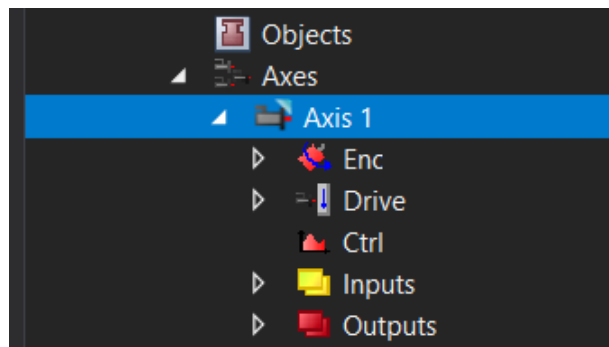 Objects
Axes
Axis 1
Enc
Drive
Ctrl
Inputs
Outputs